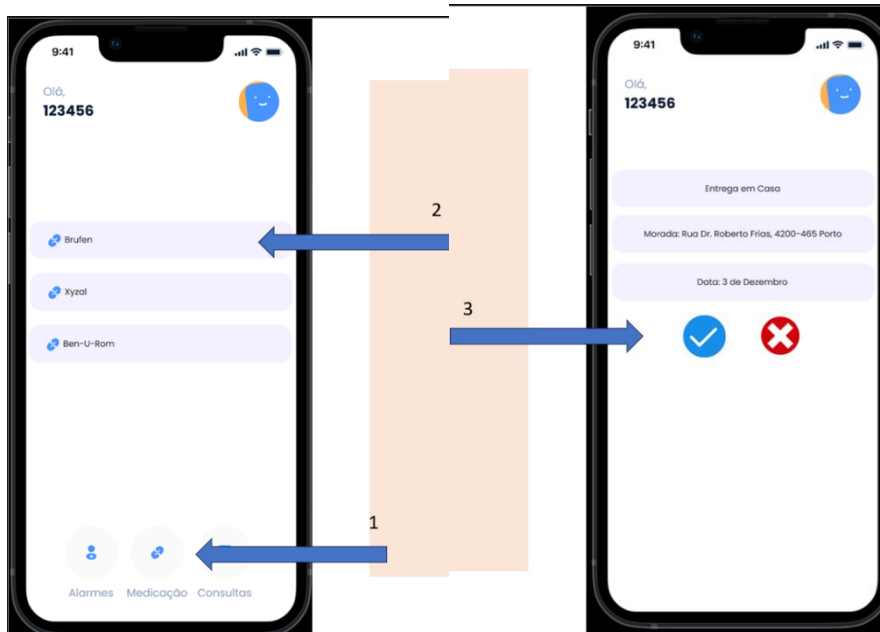 9:41
Olá,
123456
Brufen
Xyzal
Ben-U-Rom
Alarmes Medicação Consultas
1
2
3
9:41
Olá,
123456
Entrega em Casa
Morada: Rua Dr. Roberto Frias, 4200-465 Porto
Data: 3 de Dezembro